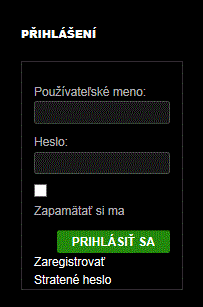 PŘIHLÁŠENÍ
Používateľské meno:
Heslo:
Zapamätať si ma
PRIHLÁSIŤ SA
Zaregistrovať
Stratené heslo